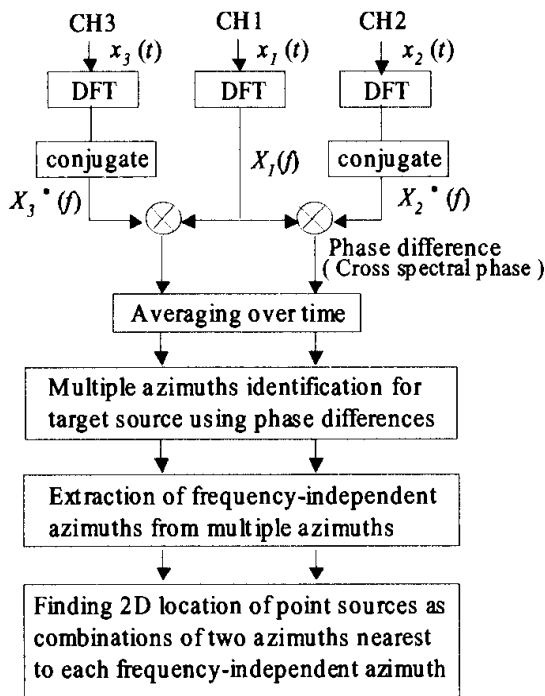 CH3 CH1 CH2
x₃ (t) x₁ (t) x₂ (t)
DFT DFT DFT
conjugate X₁(f) conjugate
X₃* (f) X₂* (f)
Phase difference
( Cross spectral phase )
Averaging over time
Multiple azimuths identification for
target source using phase differences
Extraction of frequency-independent
azimuths from multiple azimuths
Finding 2D location of point sources as
combinations of two azimuths nearest
to each frequency-independent azimuth